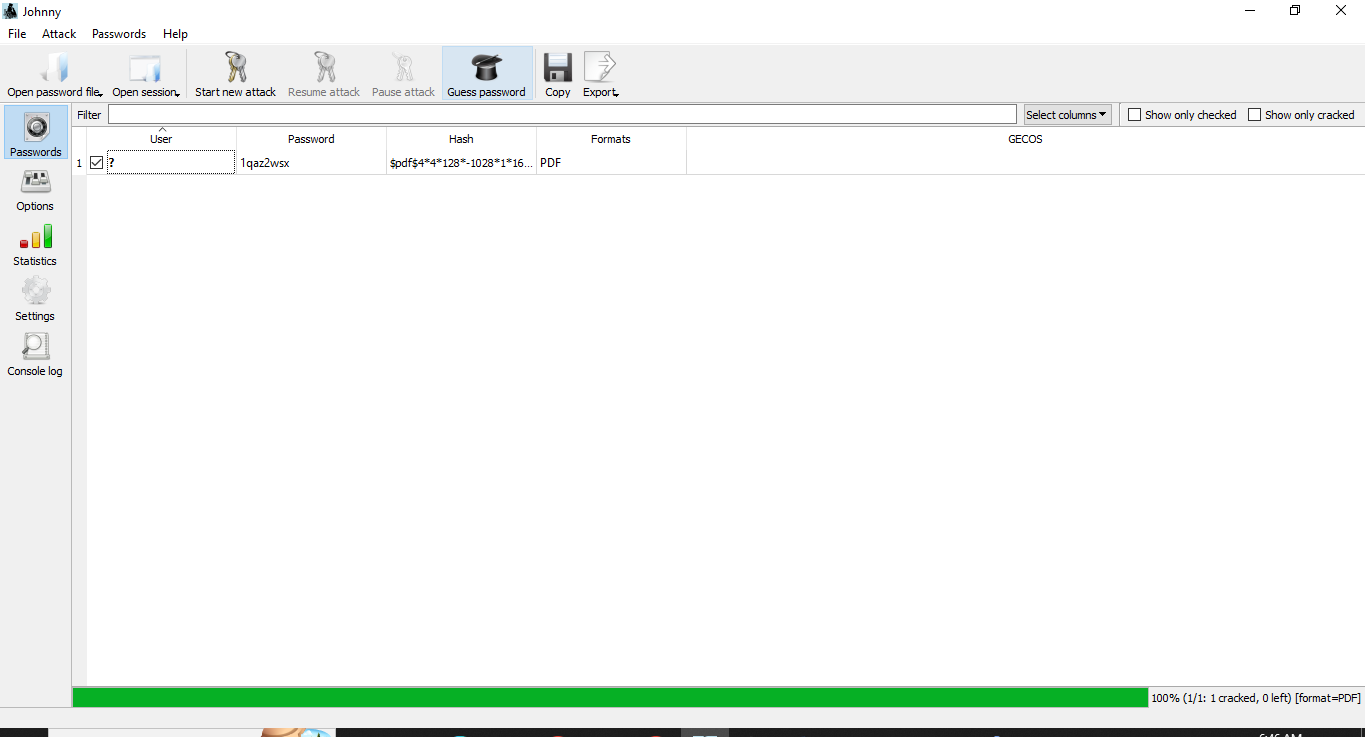 Johnny
File Attack Passwords Help
Open password file Open session Start new attack Resume attack Pause attack Guess password Copy Export
Passwords
Options
Statistics
Settings
Console log
Filter Select columns Show only checked Show only cracked
User Password Hash Formats GECOS
1 ? 1qaz2wsx $pdf$4*4*128*-1028*1*16... PDF
100% (1/1: 1 cracked, 0 left) [format=PDF]